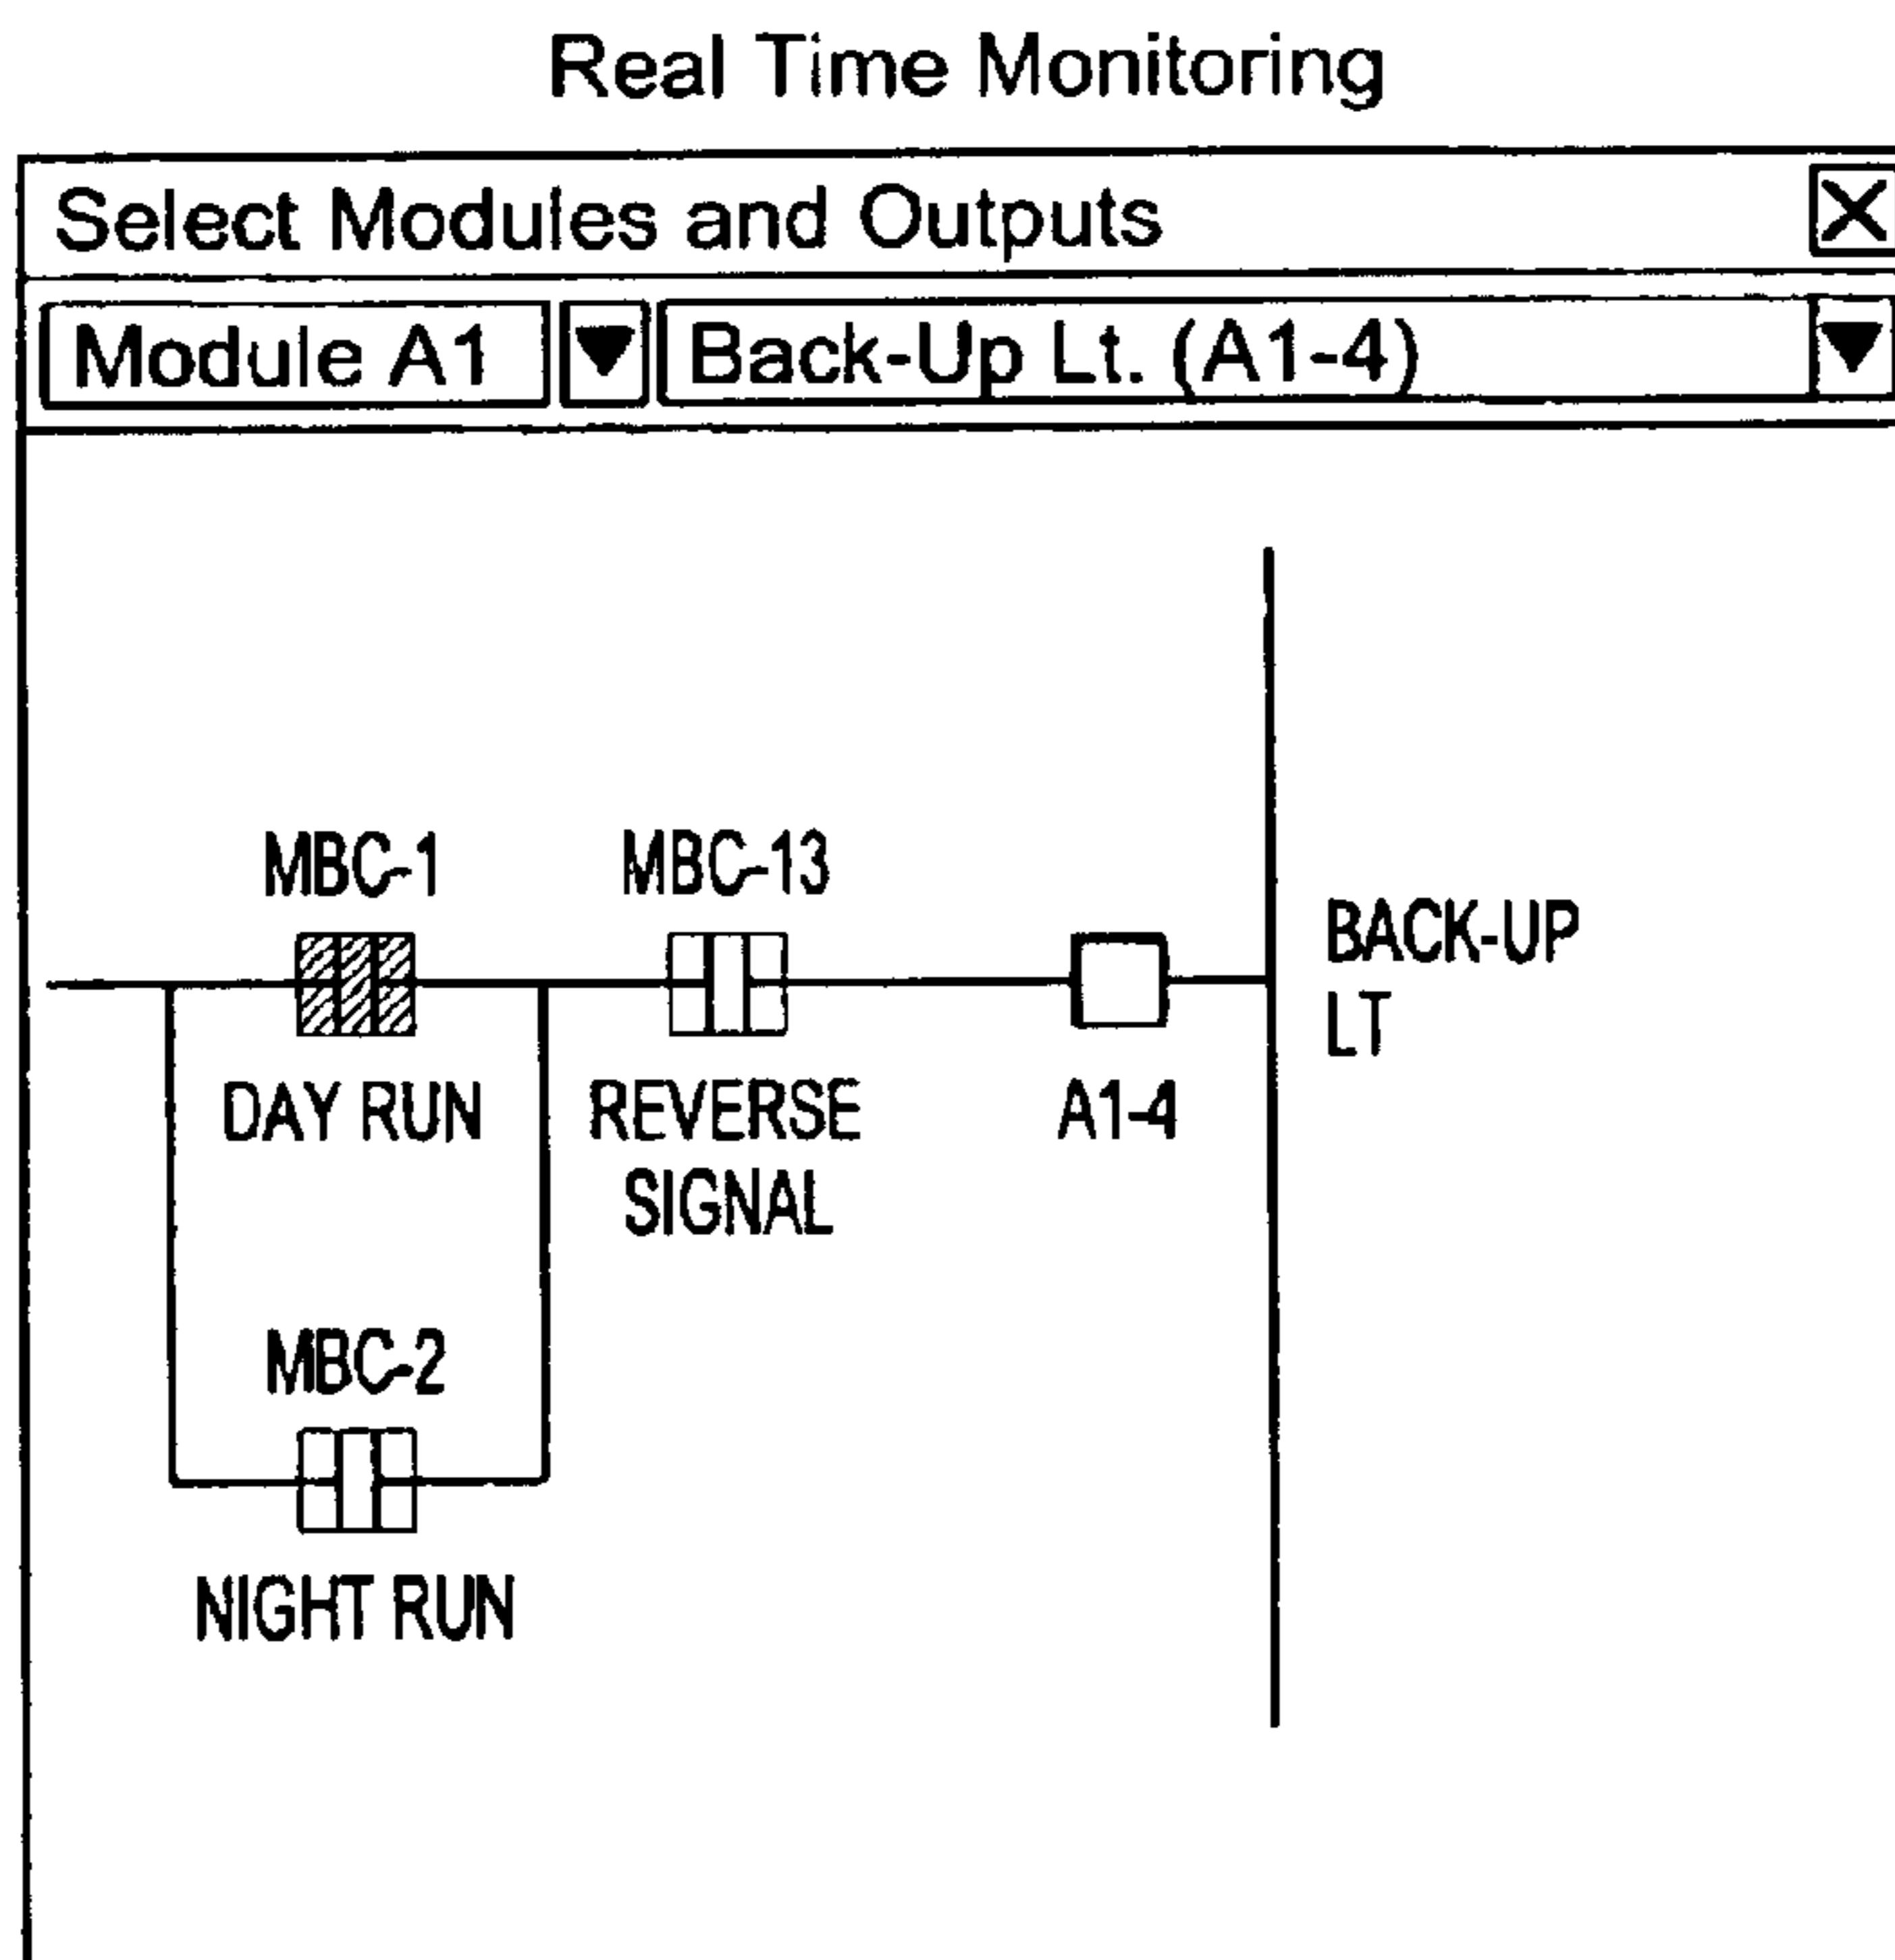 Real Time Monitoring
Select Modules and Outputs
Module A1 Back-Up Lt. (A1-4)
MBC-1 MBC-13
BACK-UP
LT
DAY RUN REVERSE A1-4
SIGNAL
MBC-2
NIGHT RUN